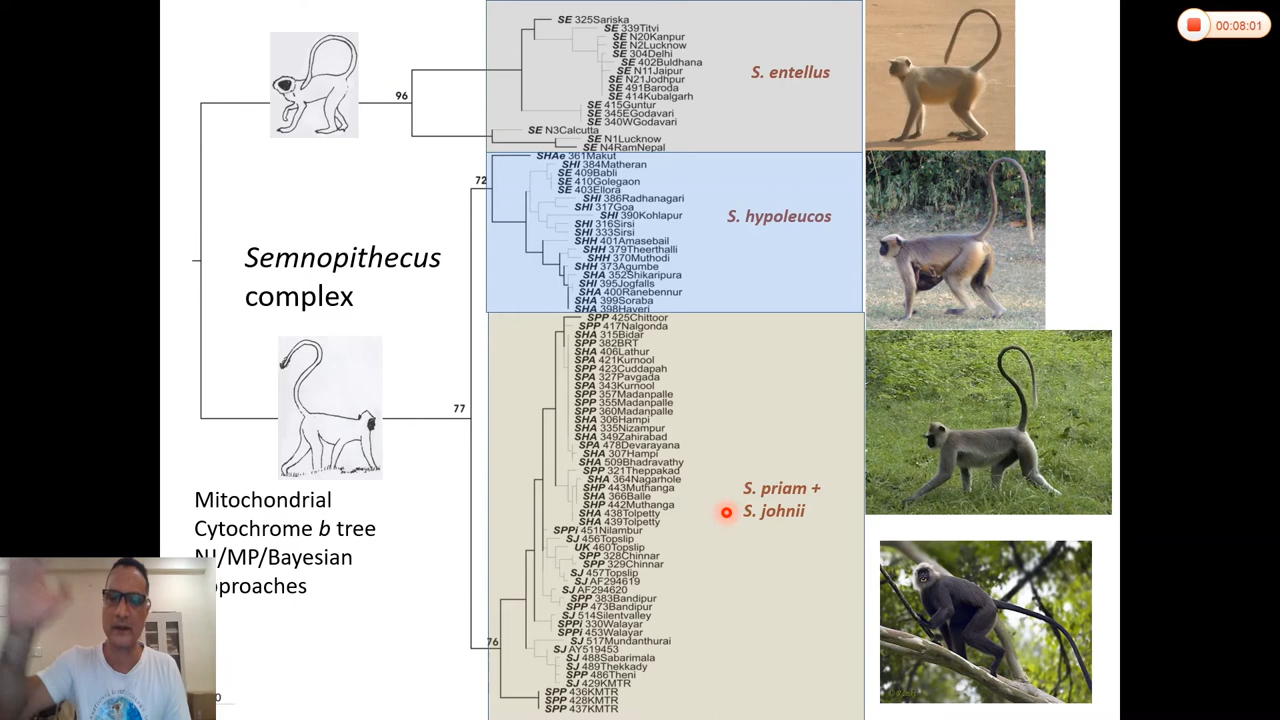 00:08:01
SE 325Sariska
SE 339Titvi
SE N20Kanpur
SE N2Lucknow
SE 304Delhi
SE 402Buldhana
SE N11Jaipur
SE N21Jodhpur
SE 491Baroda
SE 414Kubalgarh
SE 415Guntur
SE 345EGodavari
SE 340WGodavari
SE N3Calcutta
SE N1Lucknow
SE N4RamNepal
S. entellus
96
SHAe 361Makut
SHI 384Matheran
SE 409Babli
SE 410Golegaon
SE 403Ellora
SHI 386Radhanagari
SHI 317Goa
SHI 390Kohlapur
SHI 316Sirsi
SHI 333Sirsi
SHH 401Amasebail
SHH 379Theerthalli
SHH 370Muthodi
SHH 373Agumbe
SHA 352Shikaripura
SHI 395Jogfalls
SHA 400Ranebennur
SHA 399Soraba
SHA 398Haveri
S. hypoleucos
72
Semnopithecus
complex
77
SPP 425Chittoor
SPP 417Nalgonda
SHA 315Bidar
SPP 382BRT
SHA 406Lathur
SPA 421Kurnool
SPP 423Cuddapah
SPA 327Pavgada
SPA 343Kurnool
SPP 357Madanpalle
SPP 355Madanpalle
SPP 360Madanpalle
SHA 306Hampi
SHA 335Nizampur
SHA 349Zahirabad
SPA 478Devarayana
SHA 307Hampi
SHA 509Bhadravathy
SPP 321Theppakad
SHA 364Nagarhole
SHP 443Muthanga
SHA 366Balle
SHP 442Muthanga
SHA 438Tolpetty
SHA 439Tolpetty
SPPi 451Nilambur
SJ 456Topslip
UK 460Topslip
SPP 328Chinnar
SPP 329Chinnar
SJ 457Topslip
SJ AF294619
SJ AF294620
SPP 383Bandipur
SPP 473Bandipur
SJ 514Silentvalley
SPPi 330Walayar
SPPi 453Walayar
SJ 517Mundanthurai
SJ AY519453
SJ 488Sabarimala
SJ 489Thekkady
SPP 486Theni
SJ 429KMTR
SPP 436KMTR
SPP 428KMTR
SPP 437KMTR
76
S. priam +
S. johnii
Mitochondrial
Cytochrome b tree
NJ/MP/Bayesian
pproaches
0